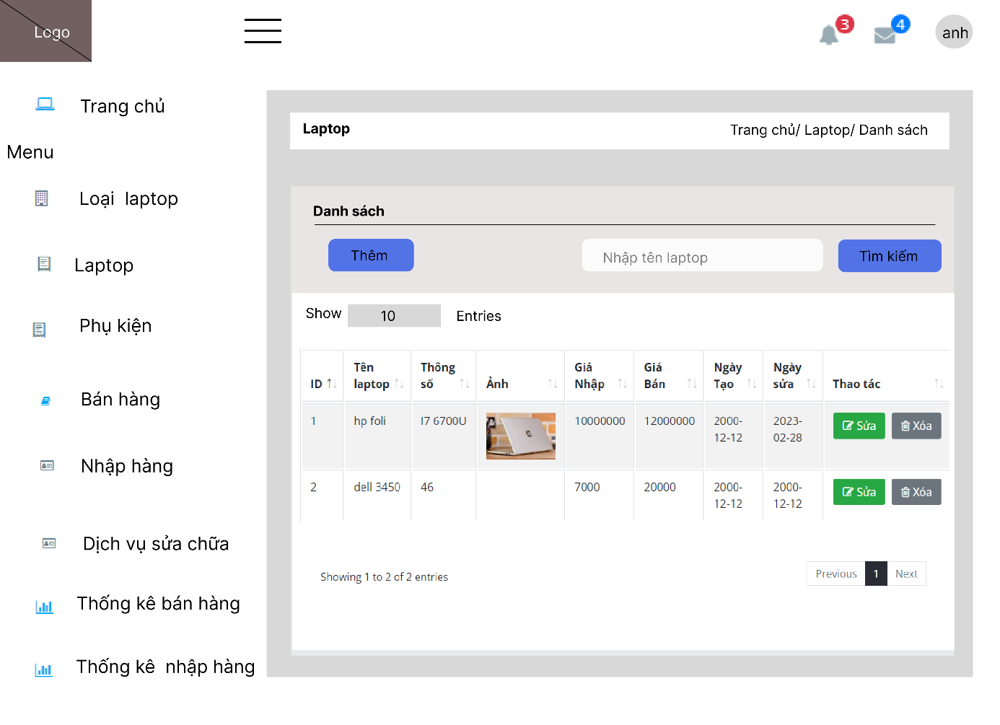 Logo
3
4
anh
Trang chủ
Menu
Loại laptop
Laptop
Phụ kiện
Bán hàng
Nhập hàng
Dịch vụ sửa chữa
Thống kê bán hàng
Thống kê nhập hàng
Laptop
Trang chủ/ Laptop/ Danh sách
Danh sách
Thêm
Nhập tên laptop
Tìm kiếm
Show 10 Entries
ID Tên laptop Thông số Ảnh Giá Nhập Giá Bán Ngày Tạo Ngày sửa Thao tác
1 hp foli I7 6700U 10000000 12000000 2000-12-12 2023-02-28 Sửa Xóa
2 dell 3450 46 7000 20000 2000-12-12 2000-12-12 Sửa Xóa
Showing 1 to 2 of 2 entries
Previous 1 Next